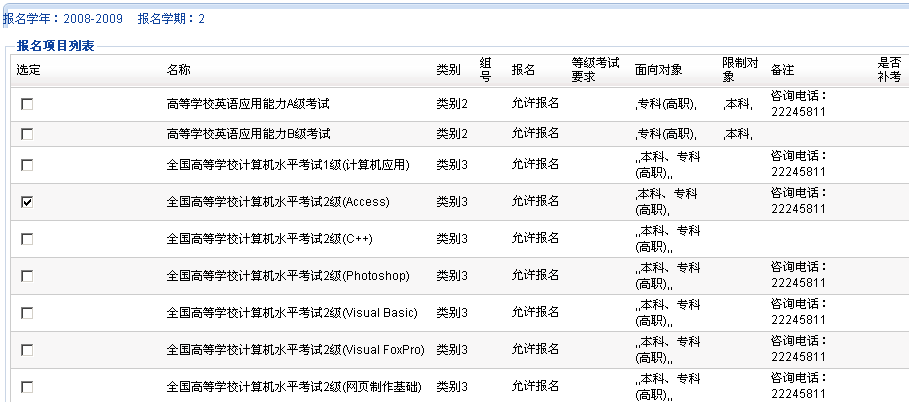 报名学年：2008-2009 报名学期：2
报名项目列表
选定 名称 类别 组号 报名 等级考试要求 面向对象 限制对象 备注 是否补考
高等学校英语应用能力A级考试 类别2 允许报名 ,专科(高职), ,本科, 咨询电话：22245811
高等学校英语应用能力B级考试 类别2 允许报名 ,专科(高职), ,本科,
全国高等学校计算机水平考试1级(计算机应用) 类别3 允许报名 ,,本科、专科(高职),, 咨询电话：22245811
全国高等学校计算机水平考试2级(Access) 类别3 允许报名 ,本科、专科(高职), 咨询电话：22245811
全国高等学校计算机水平考试2级(C++) 类别3 允许报名 ,,本科、专科(高职),,
全国高等学校计算机水平考试2级(Photoshop) 类别3 允许报名 ,,本科、专科(高职),, 咨询电话：22245811
全国高等学校计算机水平考试2级(Visual Basic) 类别3 允许报名 ,,本科、专科(高职),, 咨询电话：22245811
全国高等学校计算机水平考试2级(Visual FoxPro) 类别3 允许报名 ,,本科、专科(高职),, 咨询电话：22245811
全国高等学校计算机水平考试2级(网页制作基础) 类别3 允许报名 ,,本科、专科(高职),, 咨询电话：22245811